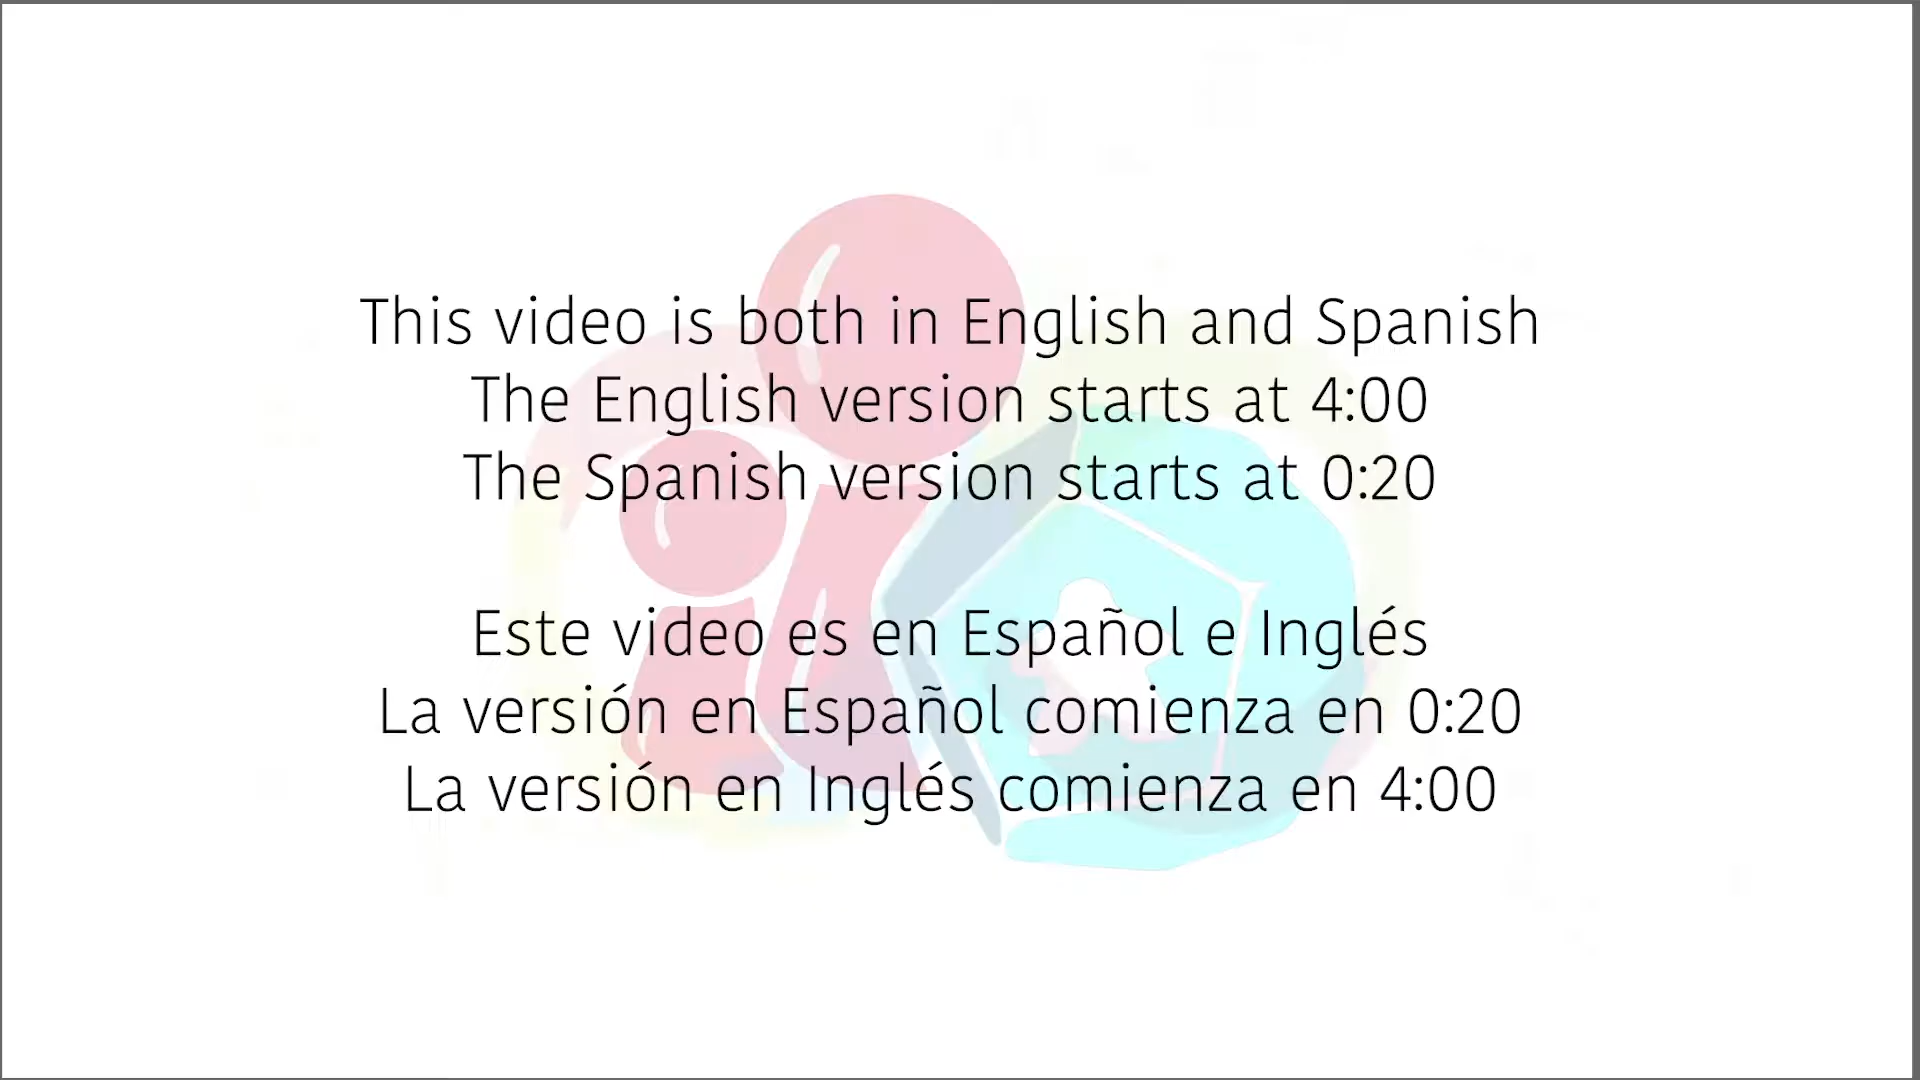 This video is both in English and Spanish
The English version starts at 4:00
The Spanish version starts at 0:20
Este video es en Español e Inglés
La versión en Español comienza en 0:20
La versión en Inglés comienza en 4:00